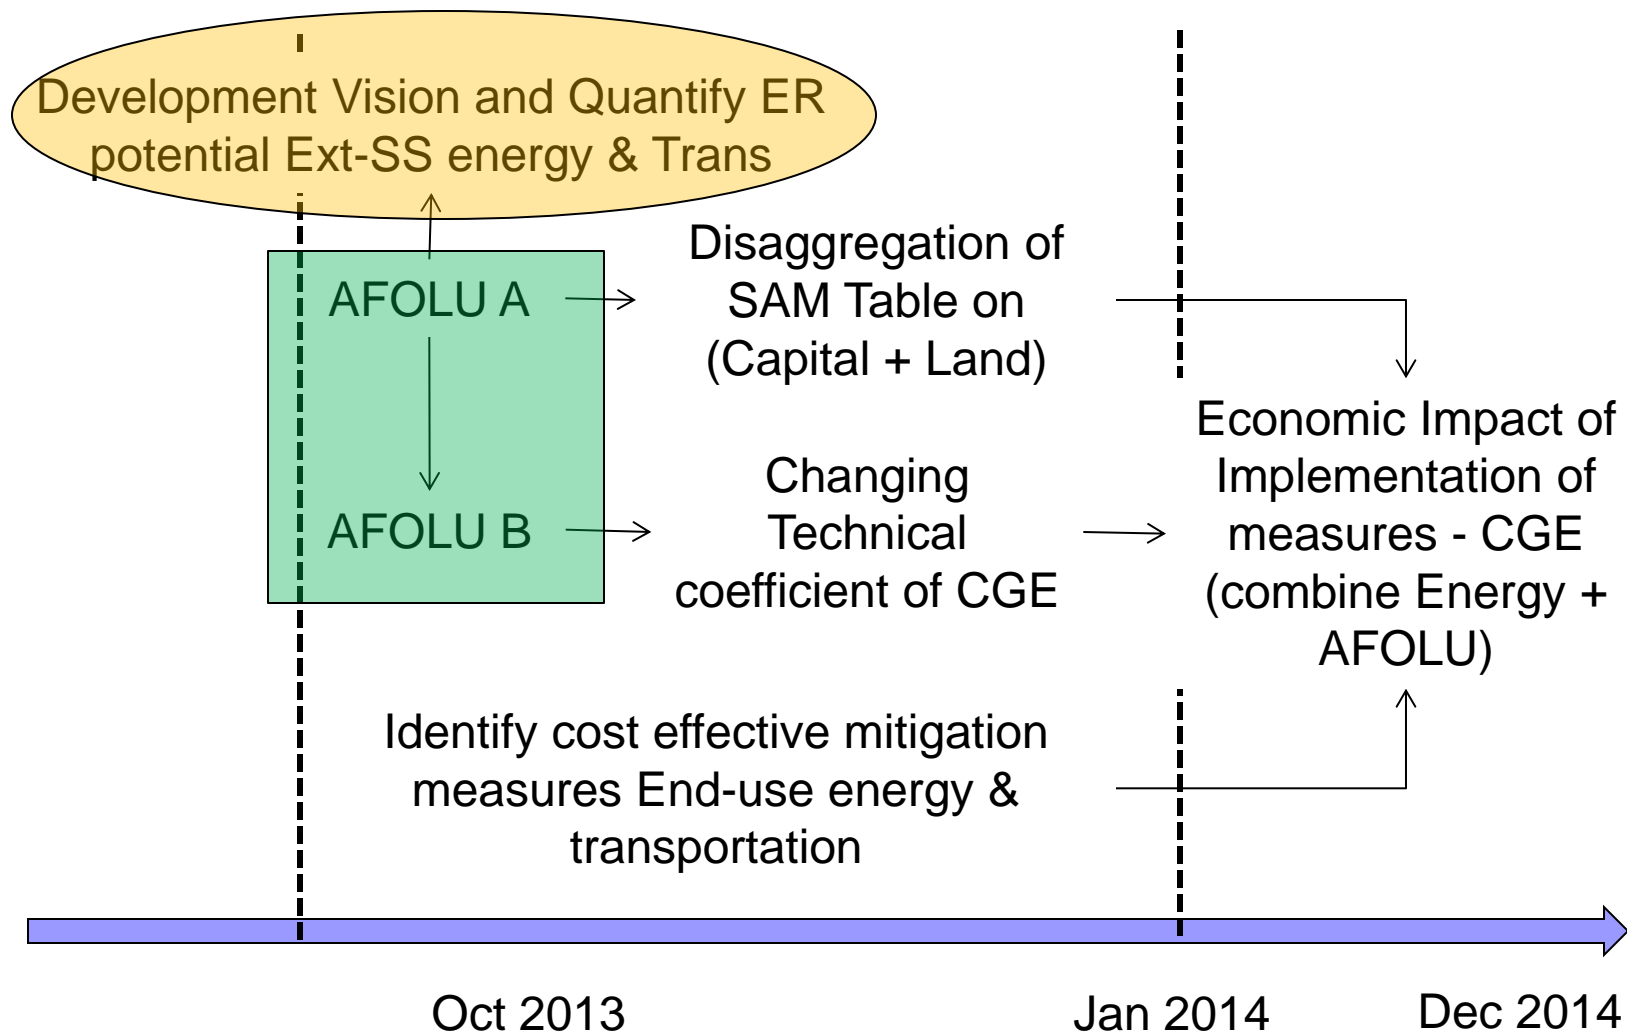 Development Vision and Quantify ER
potential Ext-SS energy & Trans
AFOLU A
Disaggregation of
SAM Table on
(Capital + Land)
AFOLU B
Changing
Technical
coefficient of CGE
Economic Impact of
Implementation of
measures - CGE
(combine Energy +
AFOLU)
Identify cost effective mitigation
measures End-use energy &
transportation
Oct 2013
Jan 2014
Dec 2014